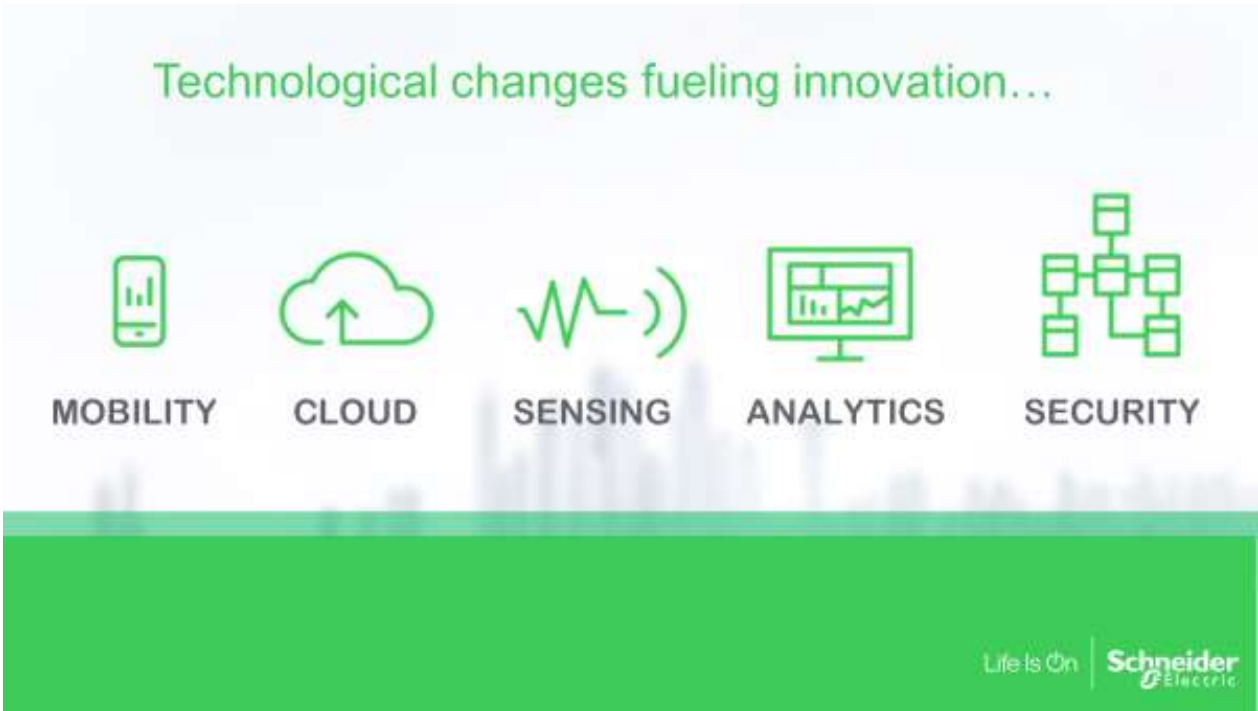 Technological changes fueling innovation…
MOBILITY CLOUD SENSING ANALYTICS SECURITY
Life Is On Schneider
Electric